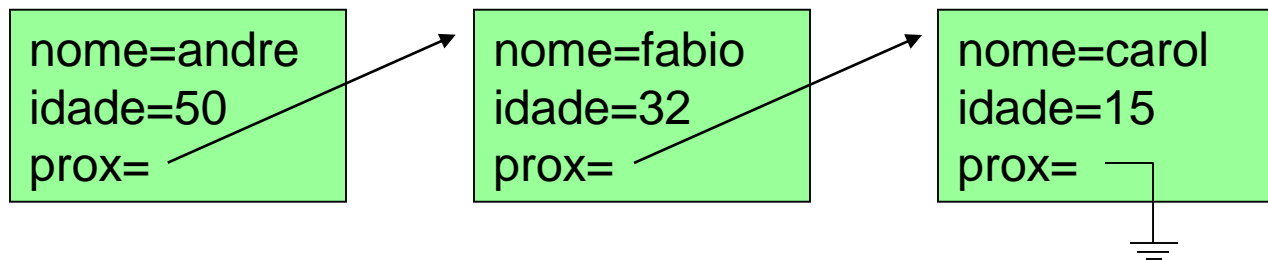 nome=andre
idade=50
prox=
nome=fabio
idade=32
prox=
nome=carol
idade=15
prox=